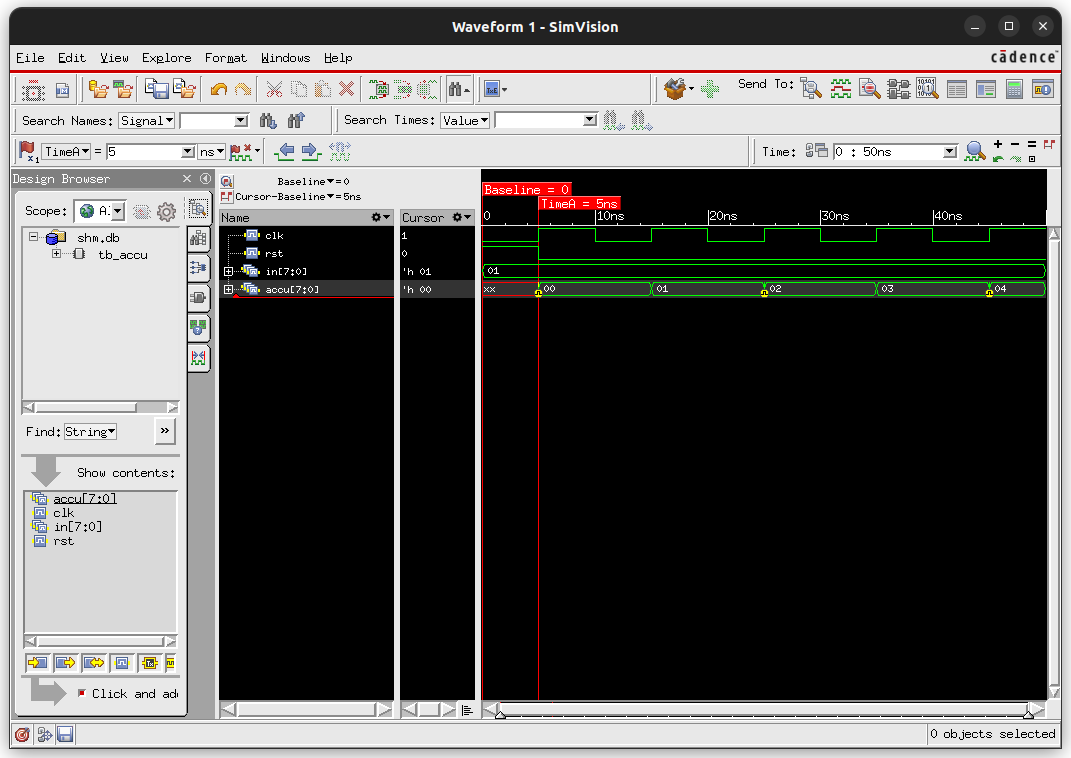 Waveform 1 - SimVision
Eile Edit View Explore Format Windows Help
cādence
Send To:
Search Names: Signal
Search Times: Value
x1 TimeA = 5 ns
Time: 0 : 50ns
Design Browser
Scope: A:
shm.db
tb_accu
Find: String
»
Show contents:
accu[7:0]
clk
in[7:0]
rst
Click and add
Baseline = 0
Cursor-Baseline = 5ns
Name Cursor
clk 1
rst 0
in[7:0] 'h 01
accu[7:0] 'h 00
Baseline = 0
TimeA = 5ns
0 10ns 20ns 30ns 40ns
01
xx 00 01 02 03 04
0 objects selected